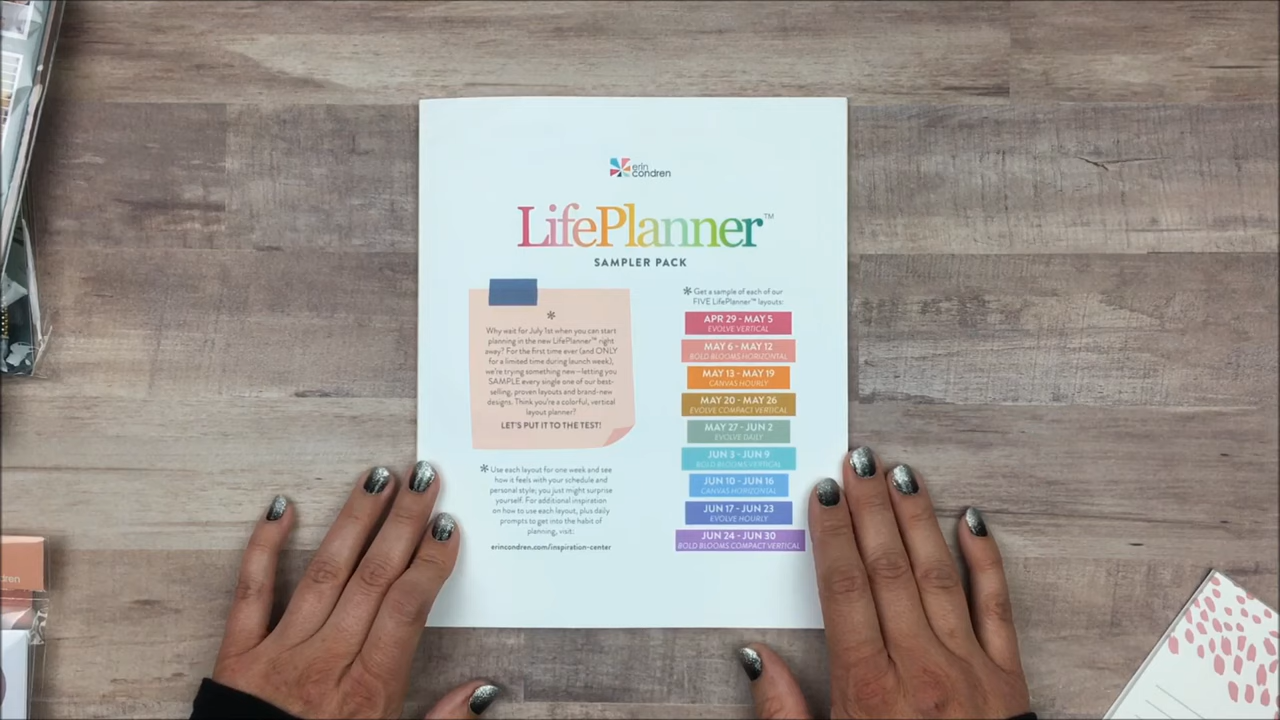 erin
condren
LifePlanner™
SAMPLER PACK
*
Why wait for July 1st when you can start
planning in the new LifePlanner™ right
away? For the first time ever (and ONLY
for a limited time during launch week),
we're trying something new—letting you
SAMPLE every single one of our best-
selling, proven layouts and brand-new
designs. Think you're a colorful, vertical
layout planner?
LET'S PUT IT TO THE TEST!
* Use each layout for one week and see
how it feels with your schedule and
personal style; you just might surprise
yourself. For additional inspiration
on how to use each layout, plus daily
prompts to get into the habit of
planning, visit:
erincondren.com/inspiration-center
* Get a sample of each of our
FIVE LifePlanner™ layouts:
APR 29 - MAY 5
EVOLVE VERTICAL
MAY 6 - MAY 12
BOLD BLOOMS HORIZONTAL
MAY 13 - MAY 19
CANVAS HOURLY
MAY 20 - MAY 26
EVOLVE COMPACT VERTICAL
MAY 27 - JUN 2
EVOLVE DAILY
JUN 3 - JUN 9
BOLD BLOOMS VERTICAL
JUN 10 - JUN 16
CANVAS HORIZONTAL
JUN 17 - JUN 23
EVOLVE HOURLY
JUN 24 - JUN 30
BOLD BLOOMS COMPACT VERTICAL